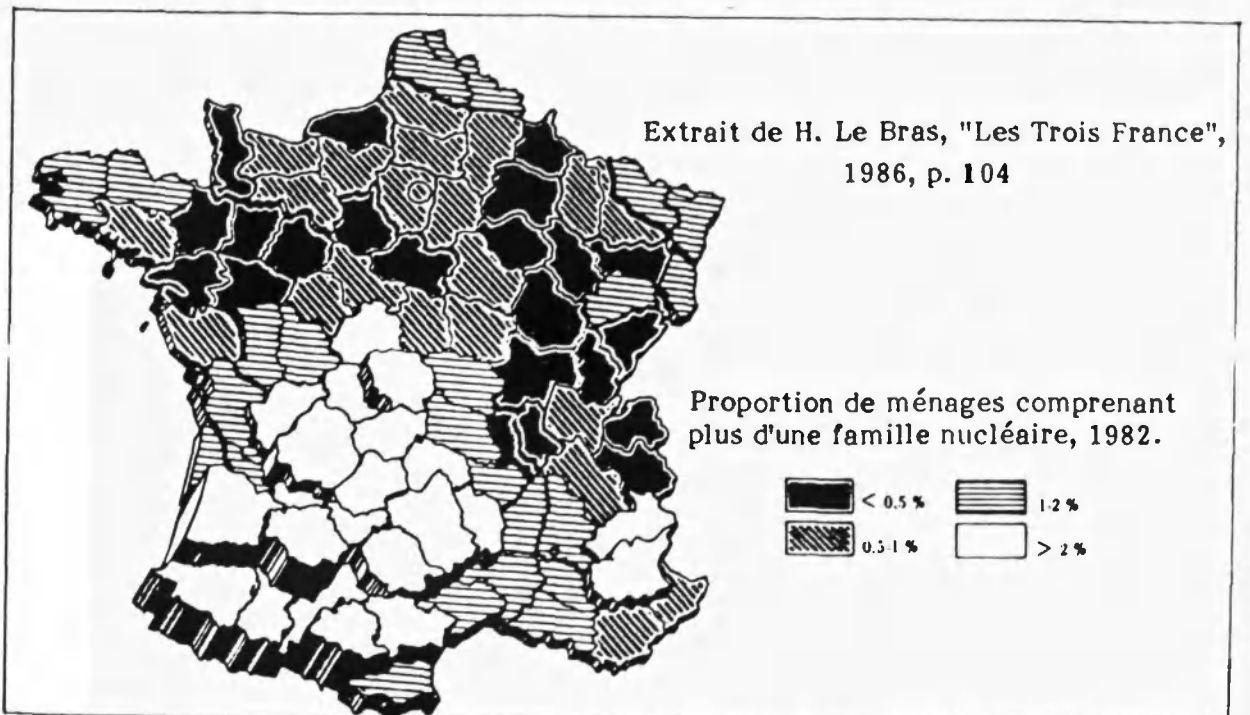 Extrait de H. Le Bras, "Les Trois France",
1986, p. 104
Proportion de ménages comprenant
plus d'une famille nucléaire, 1982.
< 0.5 %
1-2 %
0.5-1 %
> 2 %